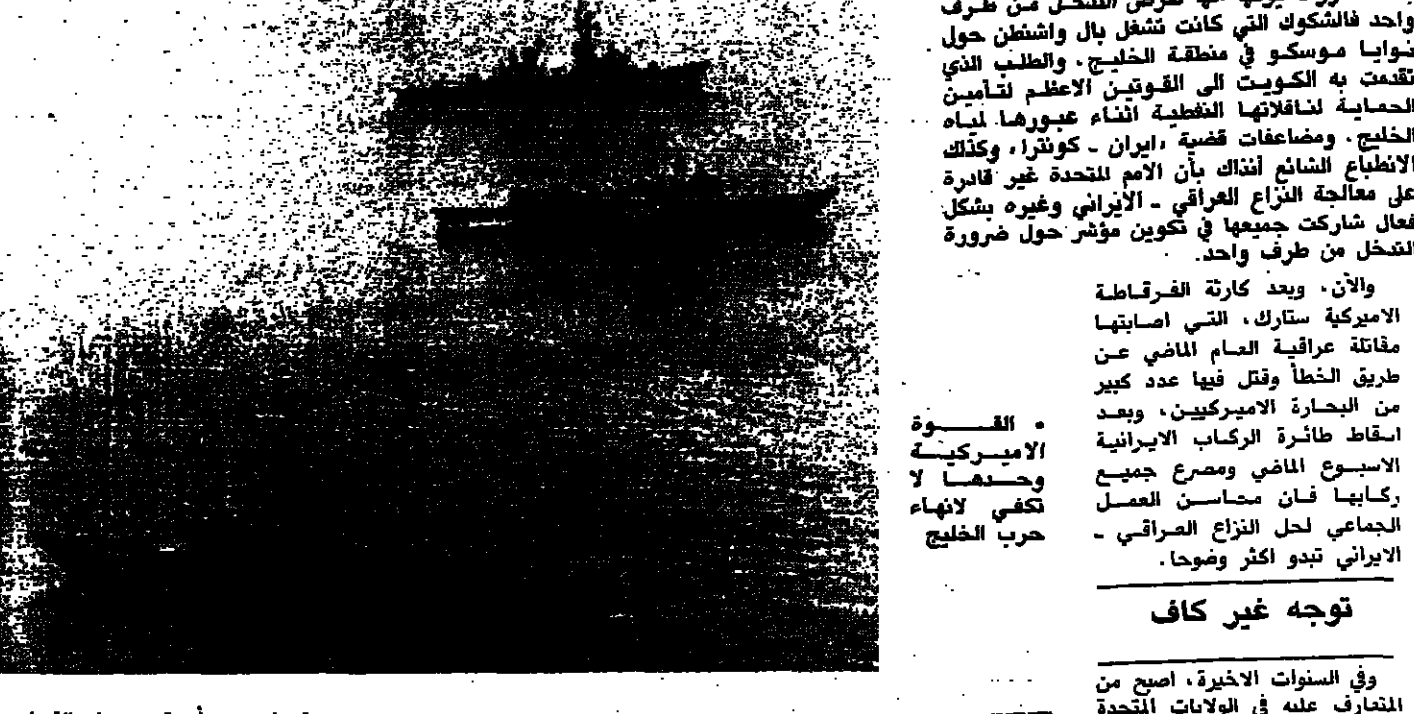 واحد فالشكوك التي كانت تشغل بال واشنطن حول
نوايا موسكو في منطقة الخليج، والطلب الذي
تقدمت به الكويت الى القوتين الاعظم لتأمين
الحماية لناقلاتها النفطية اثناء عبورها لمياه
الخليج، ومضاعفات قضية «ايران ـ كونترا» وكذلك
الانطباع الشائع آنذاك بأن الامم المتحدة غير قادرة
على معالجة النزاع العراقي ـ الايراني وغيره بشكل
فعال شاركت جميعها في تكوين مؤشر حول ضرورة
التدخل من طرف واحد.
والآن، وبعد كارثة الفرقاطة
الاميركية ستارك، التي اصابتها
مقاتلة عراقية العام الماضي عن
طريق الخطأ وقتل فيها عدد كبير
من البحارة الاميركيين، وبعد
اسقاط طائرة الركاب الايرانية
الاسبوع الماضي ومصرع جميع
ركابها فان محاسن العمل
الجماعي لحل النزاع العراقي ـ
الايراني تبدو اكثر وضوحا.
• القوة
الاميركية
وحدها لا
تكفي لانهاء
حرب الخليج
توجه غير كاف
وفي السنوات الاخيرة، اصبح من
المتعارف عليه في الولايات المتحدة